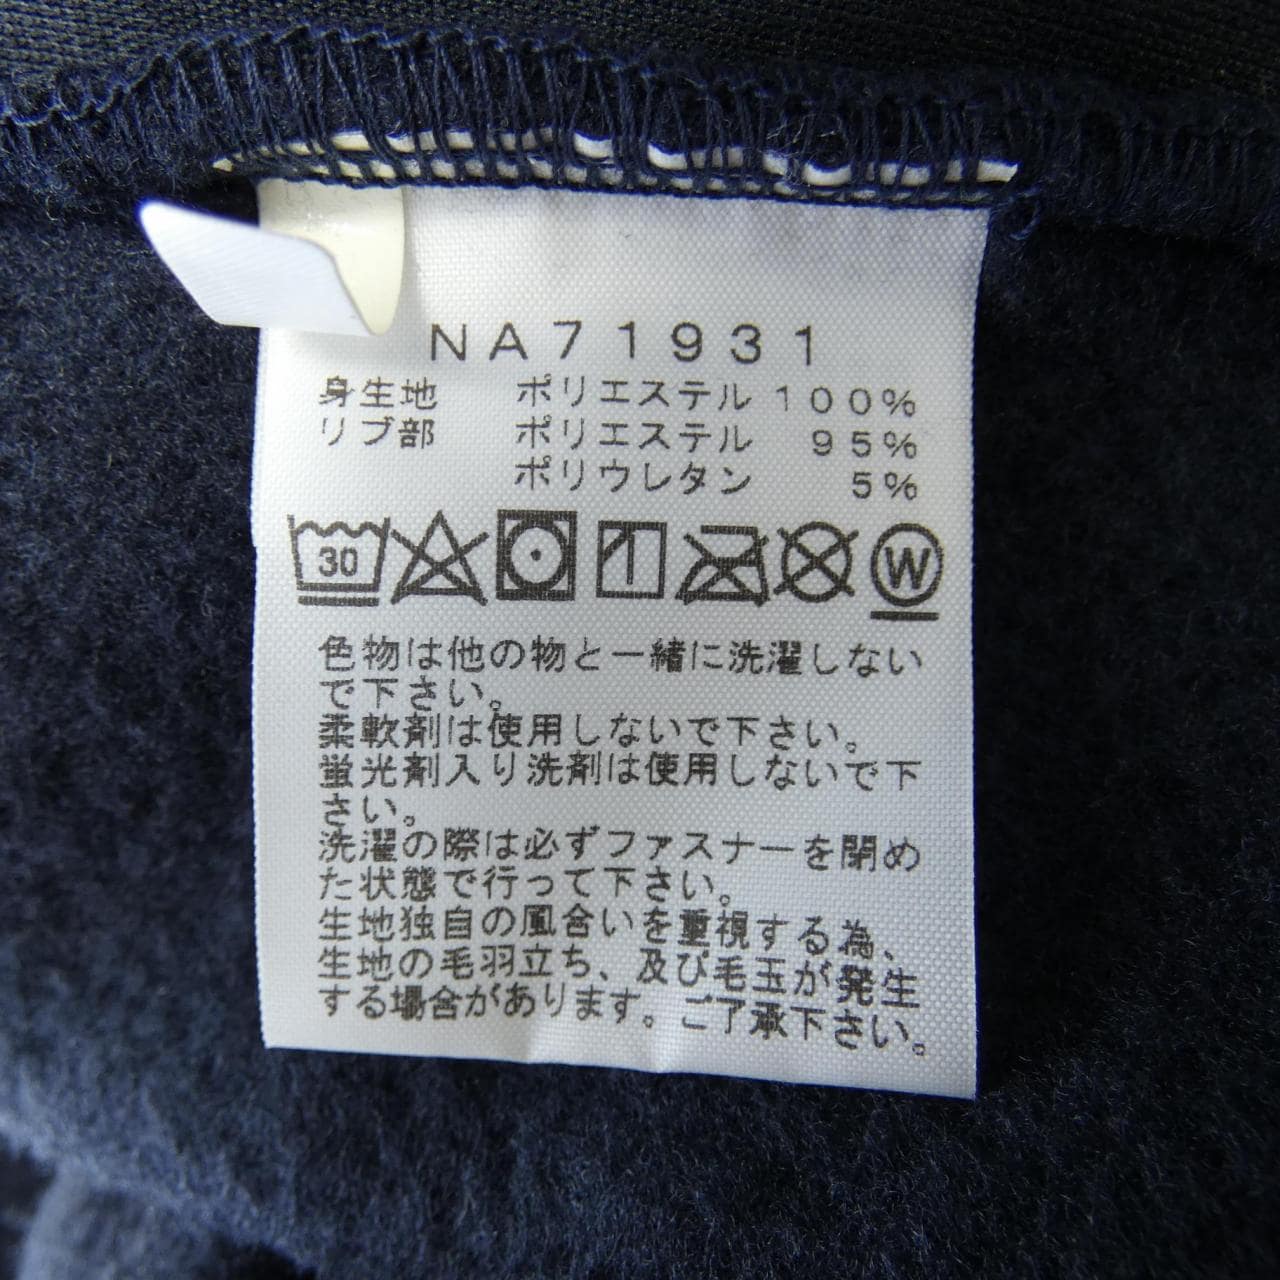 NA71931
身生地 ポリエステル 100%
リブ部 ポリエステル 95%
ポリウレタン 5%
30 W
色物は他の物と一緒に洗濯しない
で下さい。
柔軟剤は使用しないで下さい。
蛍光剤入り洗剤は使用しないで下
さい。
洗濯の際は必ずファスナーを閉め
た状態で行って下さい。
生地独自の風合いを重視する為、
生地の毛羽立ち、及び毛玉が発生
する場合があります。ご了承下さい。